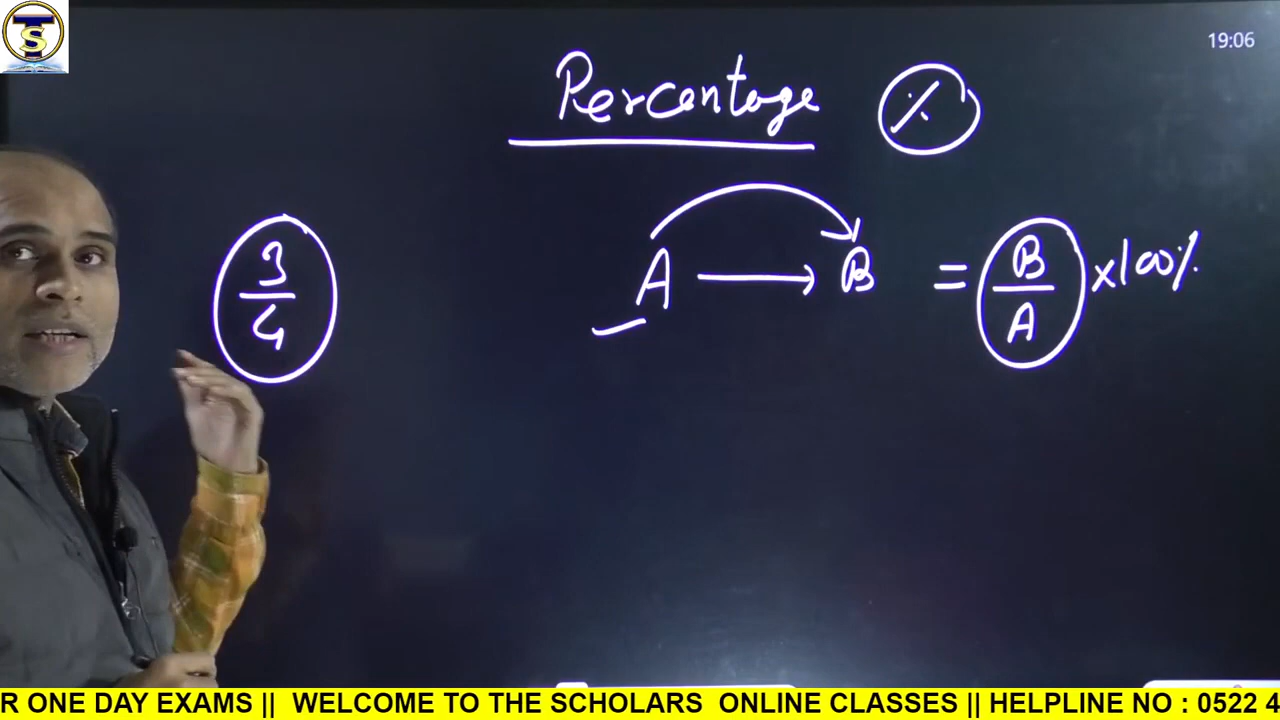 TS
19:06
Percentage %
3/4
A → B = B/A ×100%
R ONE DAY EXAMS || WELCOME TO THE SCHOLARS ONLINE CLASSES || HELPLINE NO : 0522 4